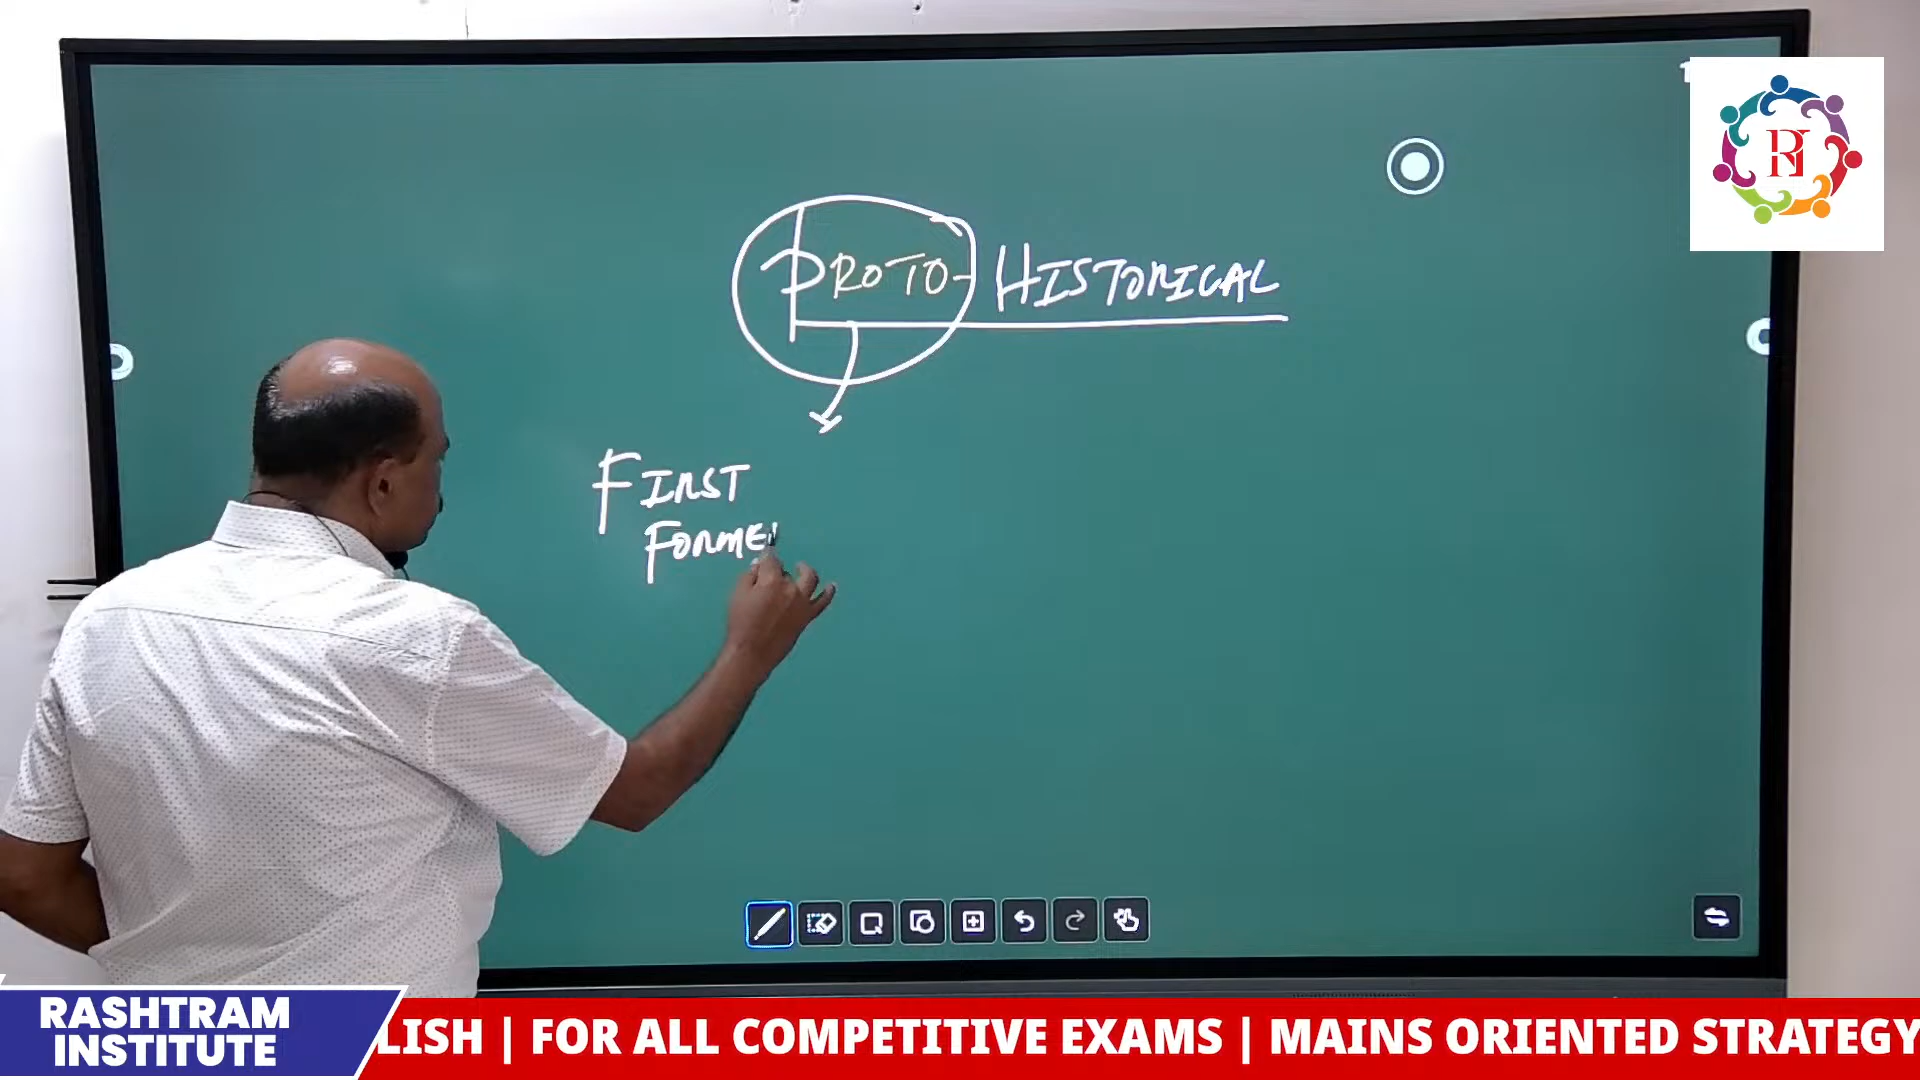 PROTO-HISTORICAL
FIRST
FORME
RASHTRAM
INSTITUTE
LISH | FOR ALL COMPETITIVE EXAMS | MAINS ORIENTED STRATEGY